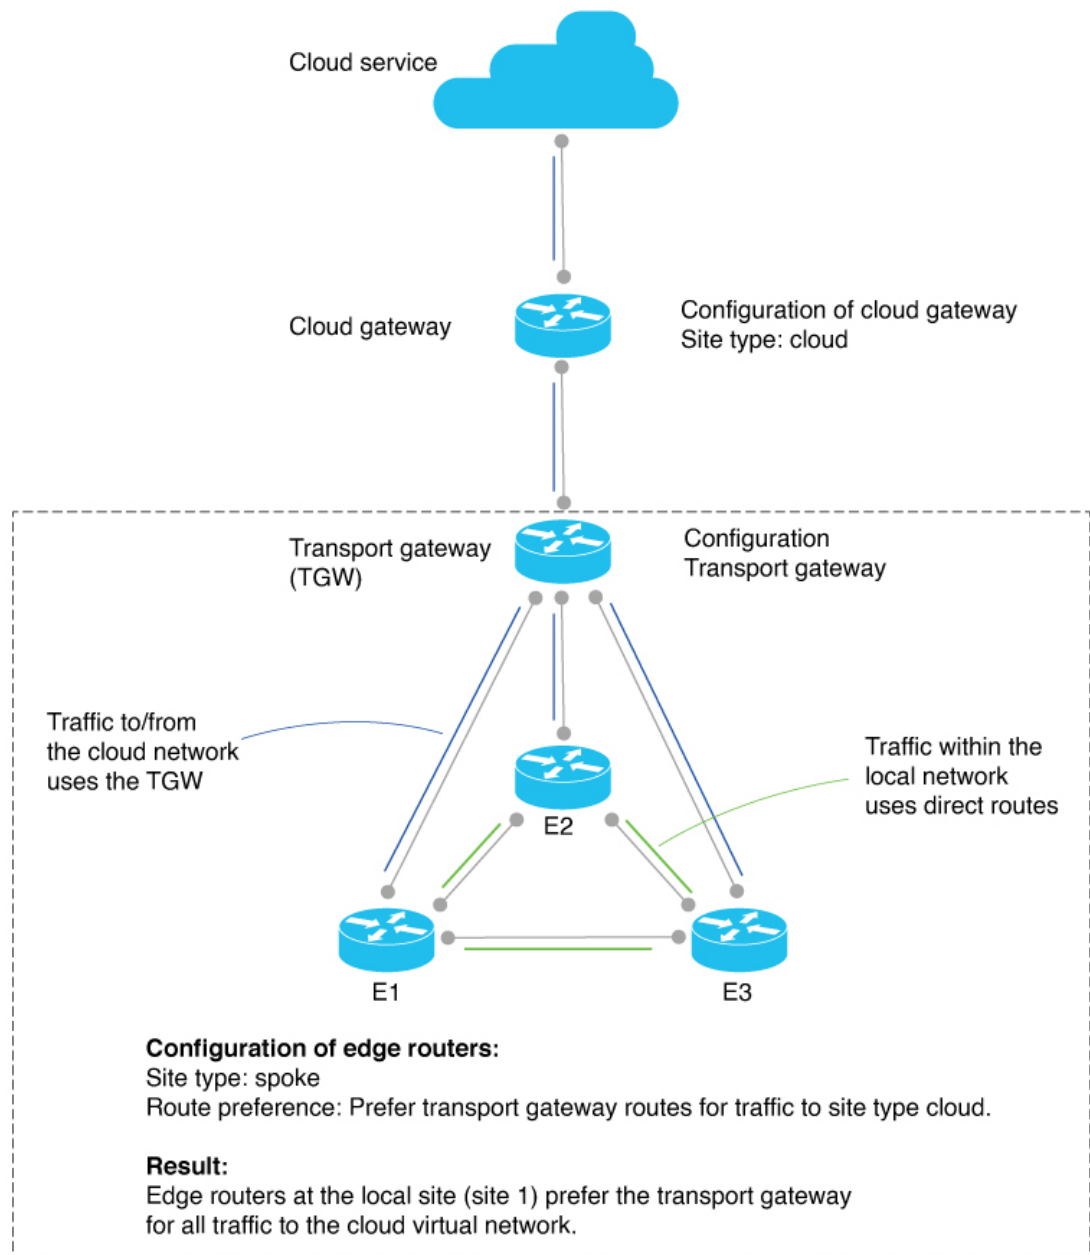 Cloud service
Cloud gateway
Configuration of cloud gateway
Site type: cloud
Transport gateway
(TGW)
Configuration
Transport gateway
Traffic to/from
the cloud network
uses the TGW
Traffic within the
local network
uses direct routes
E2
E1
E3
Configuration of edge routers:
Site type: spoke
Route preference: Prefer transport gateway routes for traffic to site type cloud.
Result:
Edge routers at the local site (site 1) prefer the transport gateway
for all traffic to the cloud virtual network.